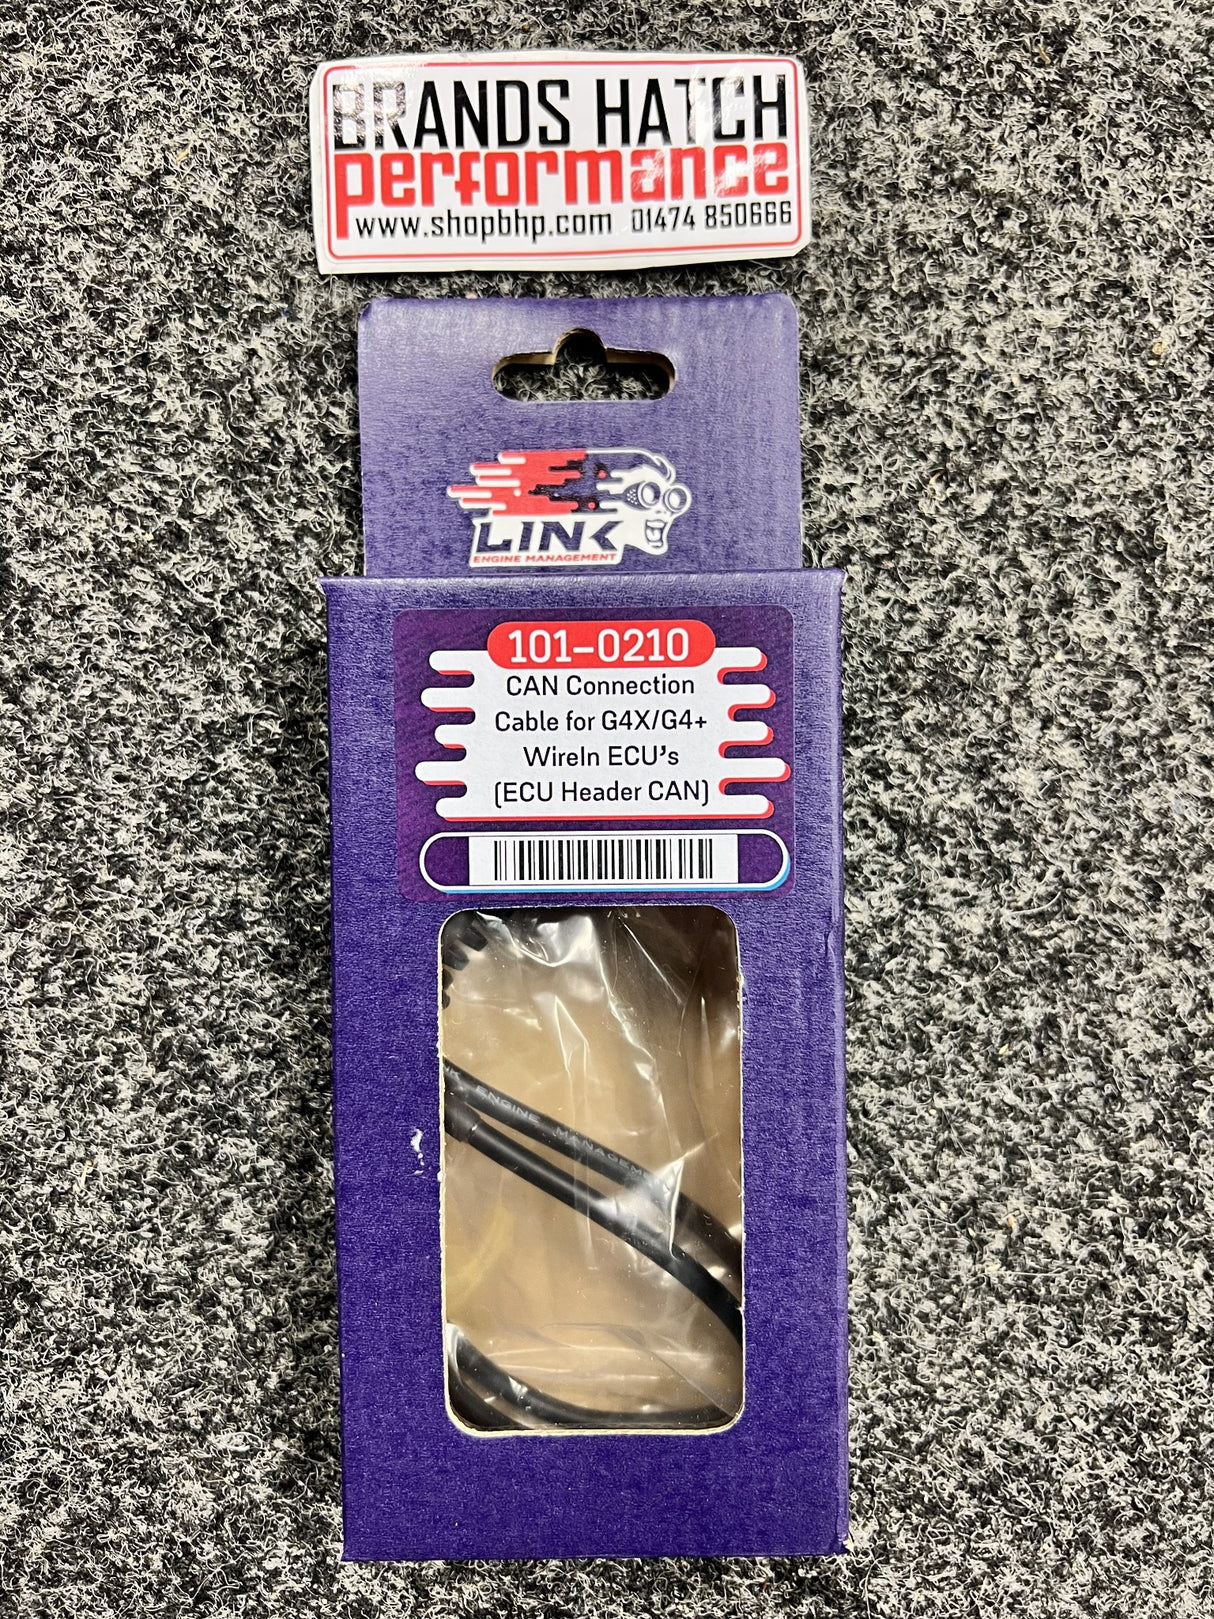 BRANDS HATCH
performance
www.shopbhp.com 01474 850666
LINK
ENGINE MANAGEMENT
101-0210
CAN Connection
Cable for G4X/G4+
WireIn ECU's
(ECU Header CAN)
ENGINE MANAGEM